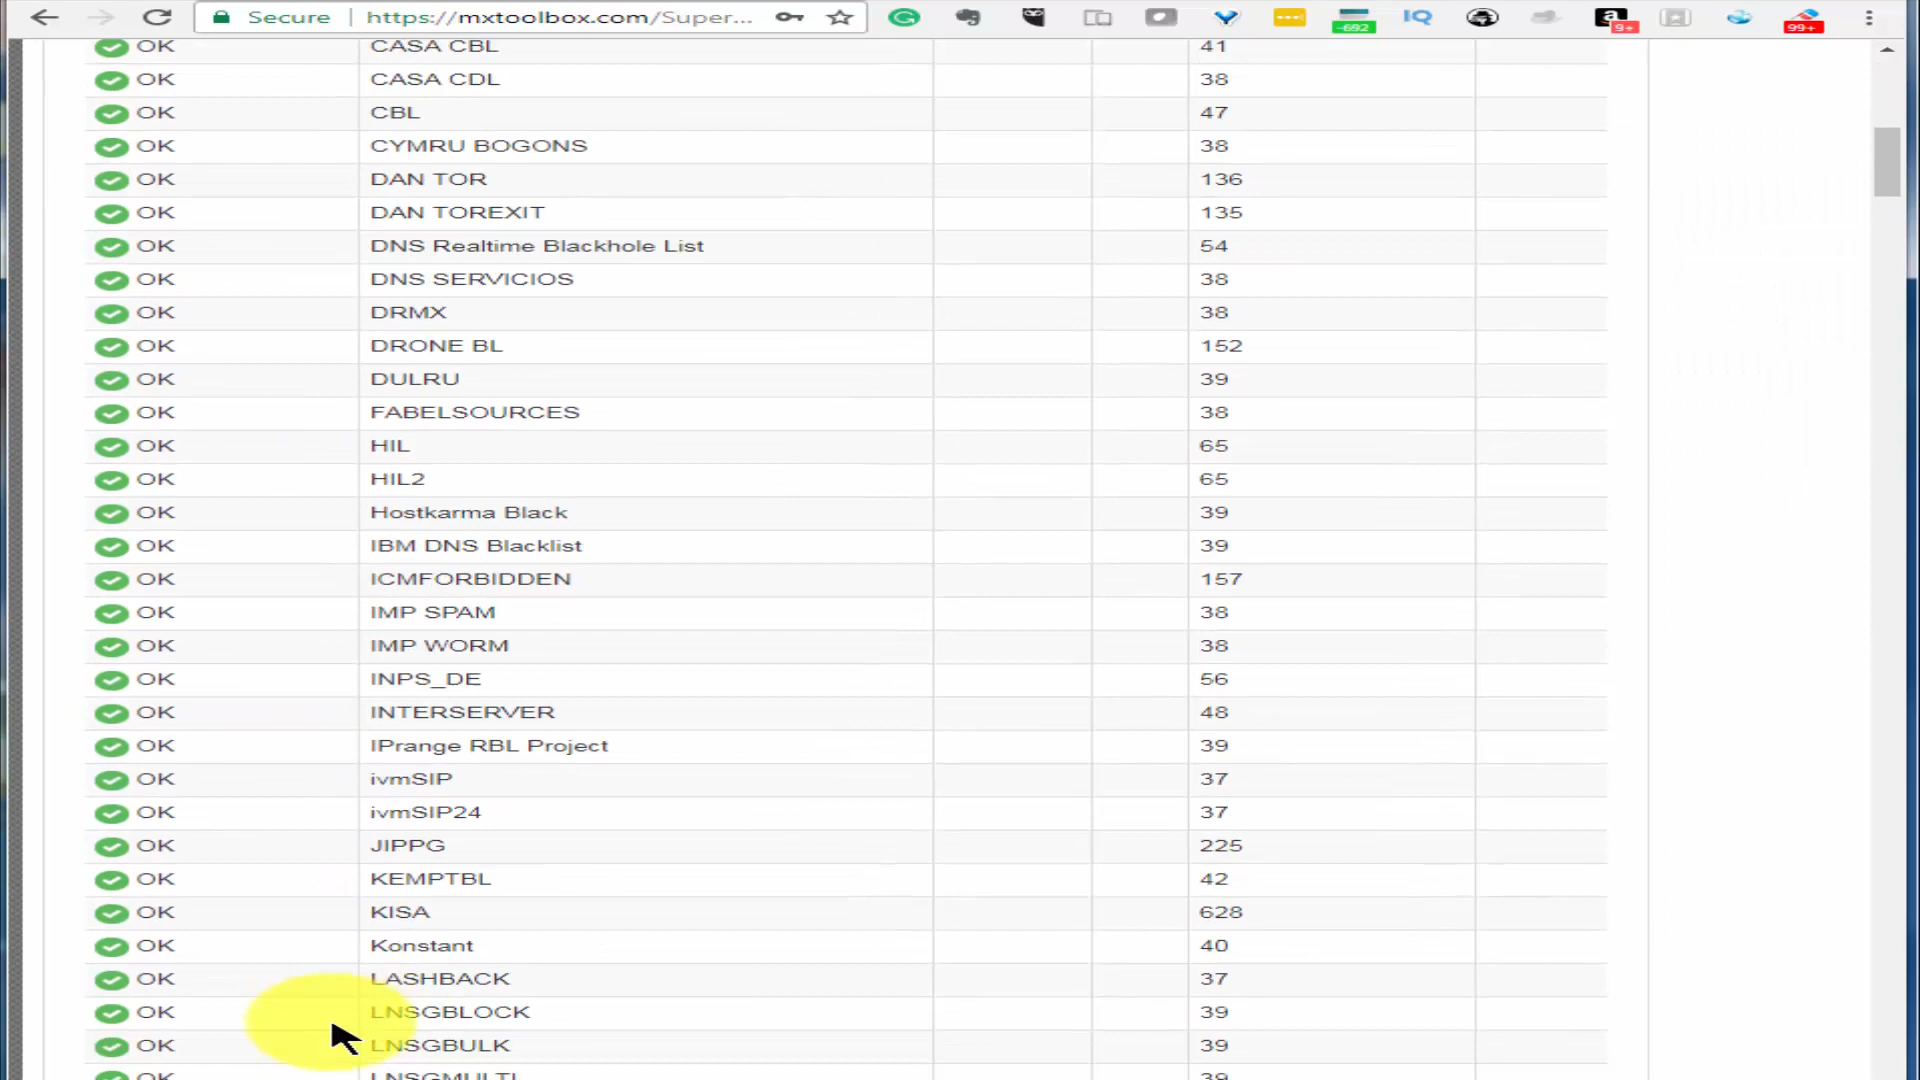 Secure | https://mxtoolbox.com/Super...
-692
IQ
a 9+
99+
OK CASA CBL 41
OK CASA CDL 38
OK CBL 47
OK CYMRU BOGONS 38
OK DAN TOR 136
OK DAN TOREXIT 135
OK DNS Realtime Blackhole List 54
OK DNS SERVICIOS 38
OK DRMX 38
OK DRONE BL 152
OK DULRU 39
OK FABELSOURCES 38
OK HIL 65
OK HIL2 65
OK Hostkarma Black 39
OK IBM DNS Blacklist 39
OK ICMFORBIDDEN 157
OK IMP SPAM 38
OK IMP WORM 38
OK INPS_DE 56
OK INTERSERVER 48
OK IPrange RBL Project 39
OK ivmSIP 37
OK ivmSIP24 37
OK JIPPG 225
OK KEMPTBL 42
OK KISA 628
OK Konstant 40
OK LASHBACK 37
OK LNSGBLOCK 39
OK LNSGBULK 39
OK LNSGMULTI 39